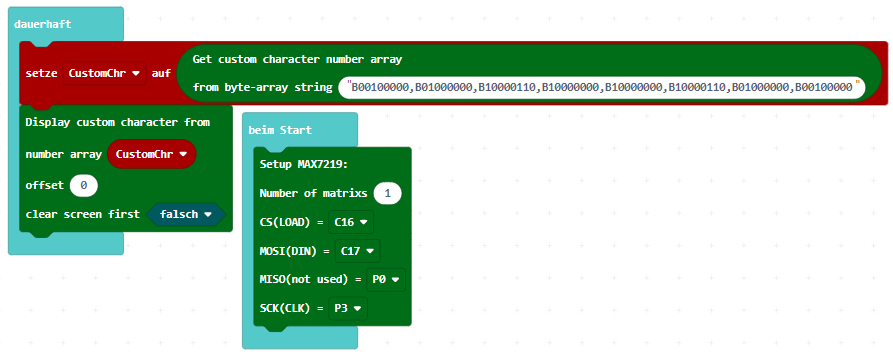 dauerhaft
setze CustomChr auf Get custom character number array
from byte-array string "B00100000,B01000000,B10000110,B10000000,B10000000,B10000110,B01000000,B00100000"
Display custom character from
number array CustomChr
offset 0
clear screen first falsch
beim Start
Setup MAX7219:
Number of matrixs 1
CS(LOAD) = C16
MOSI(DIN) = C17
MISO(not used) = P0
SCK(CLK) = P3